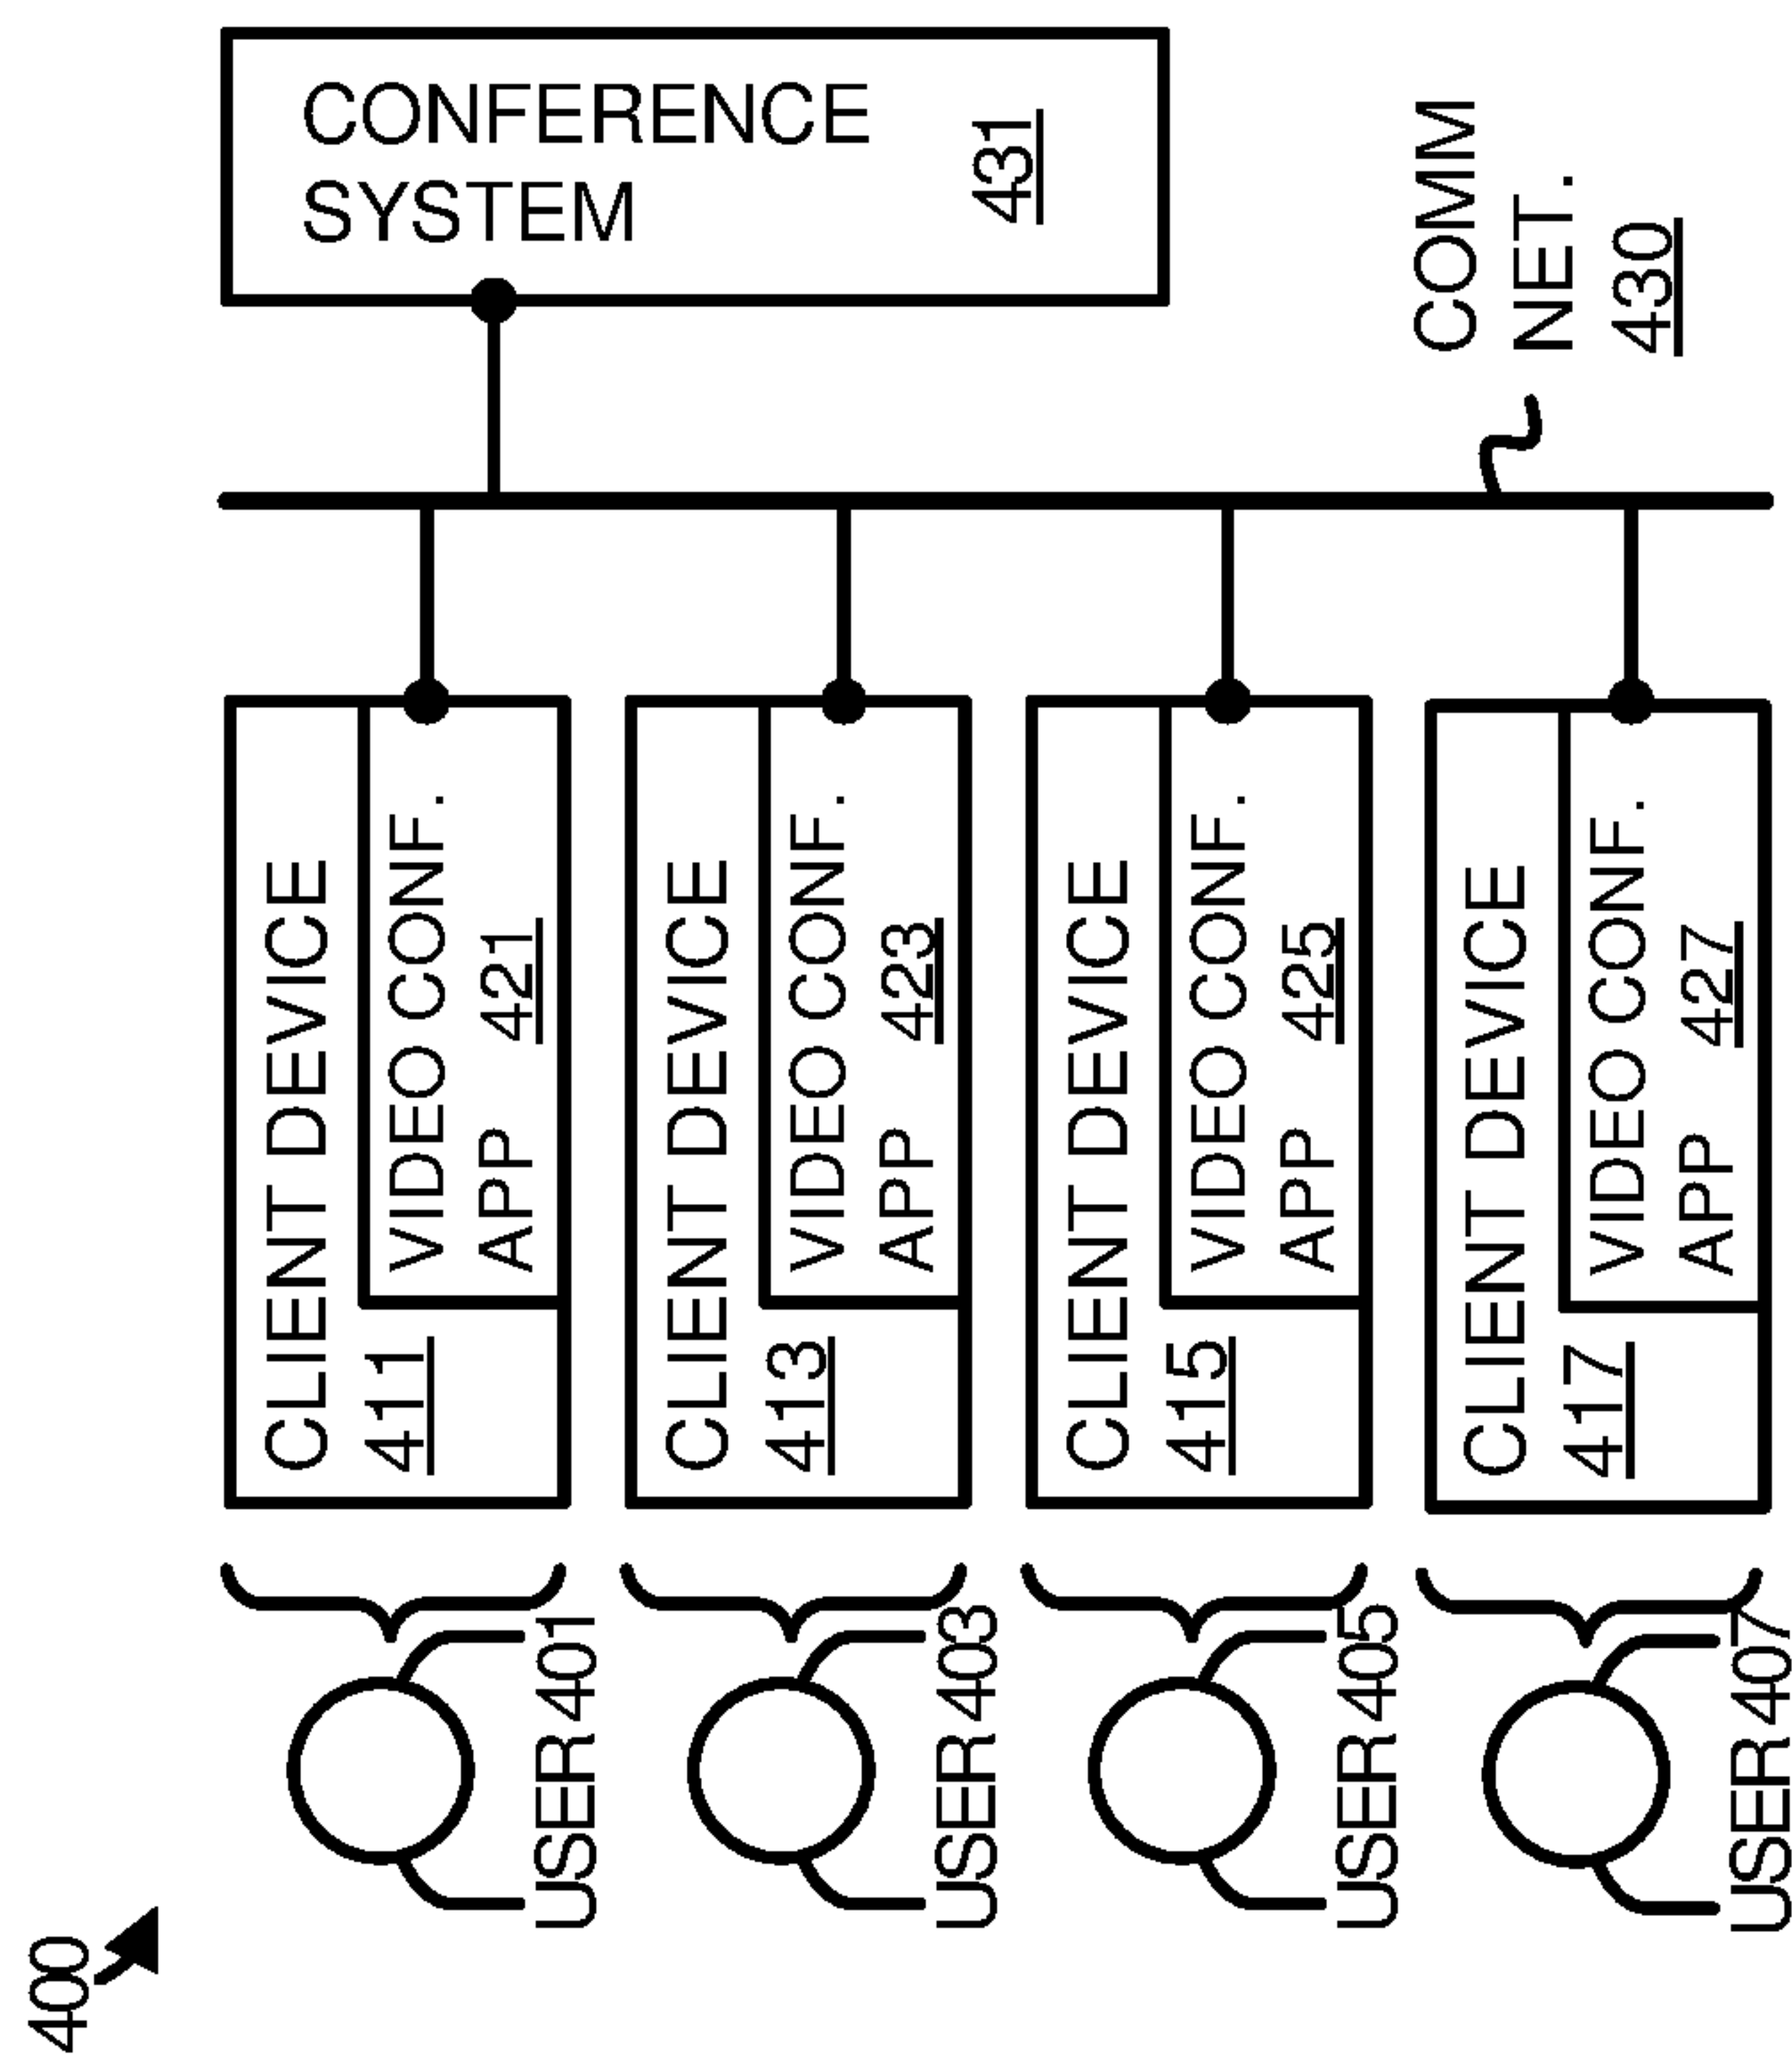 400
CONFERENCE
SYSTEM
431
COMM
NET.
430
CLIENT DEVICE
411
VIDEO CONF.
APP 421
CLIENT DEVICE
413
VIDEO CONF.
APP 423
CLIENT DEVICE
415
VIDEO CONF.
APP 425
CLIENT DEVICE
417
VIDEO CONF.
APP 427
USER 401
USER 403
USER 405
USER 407